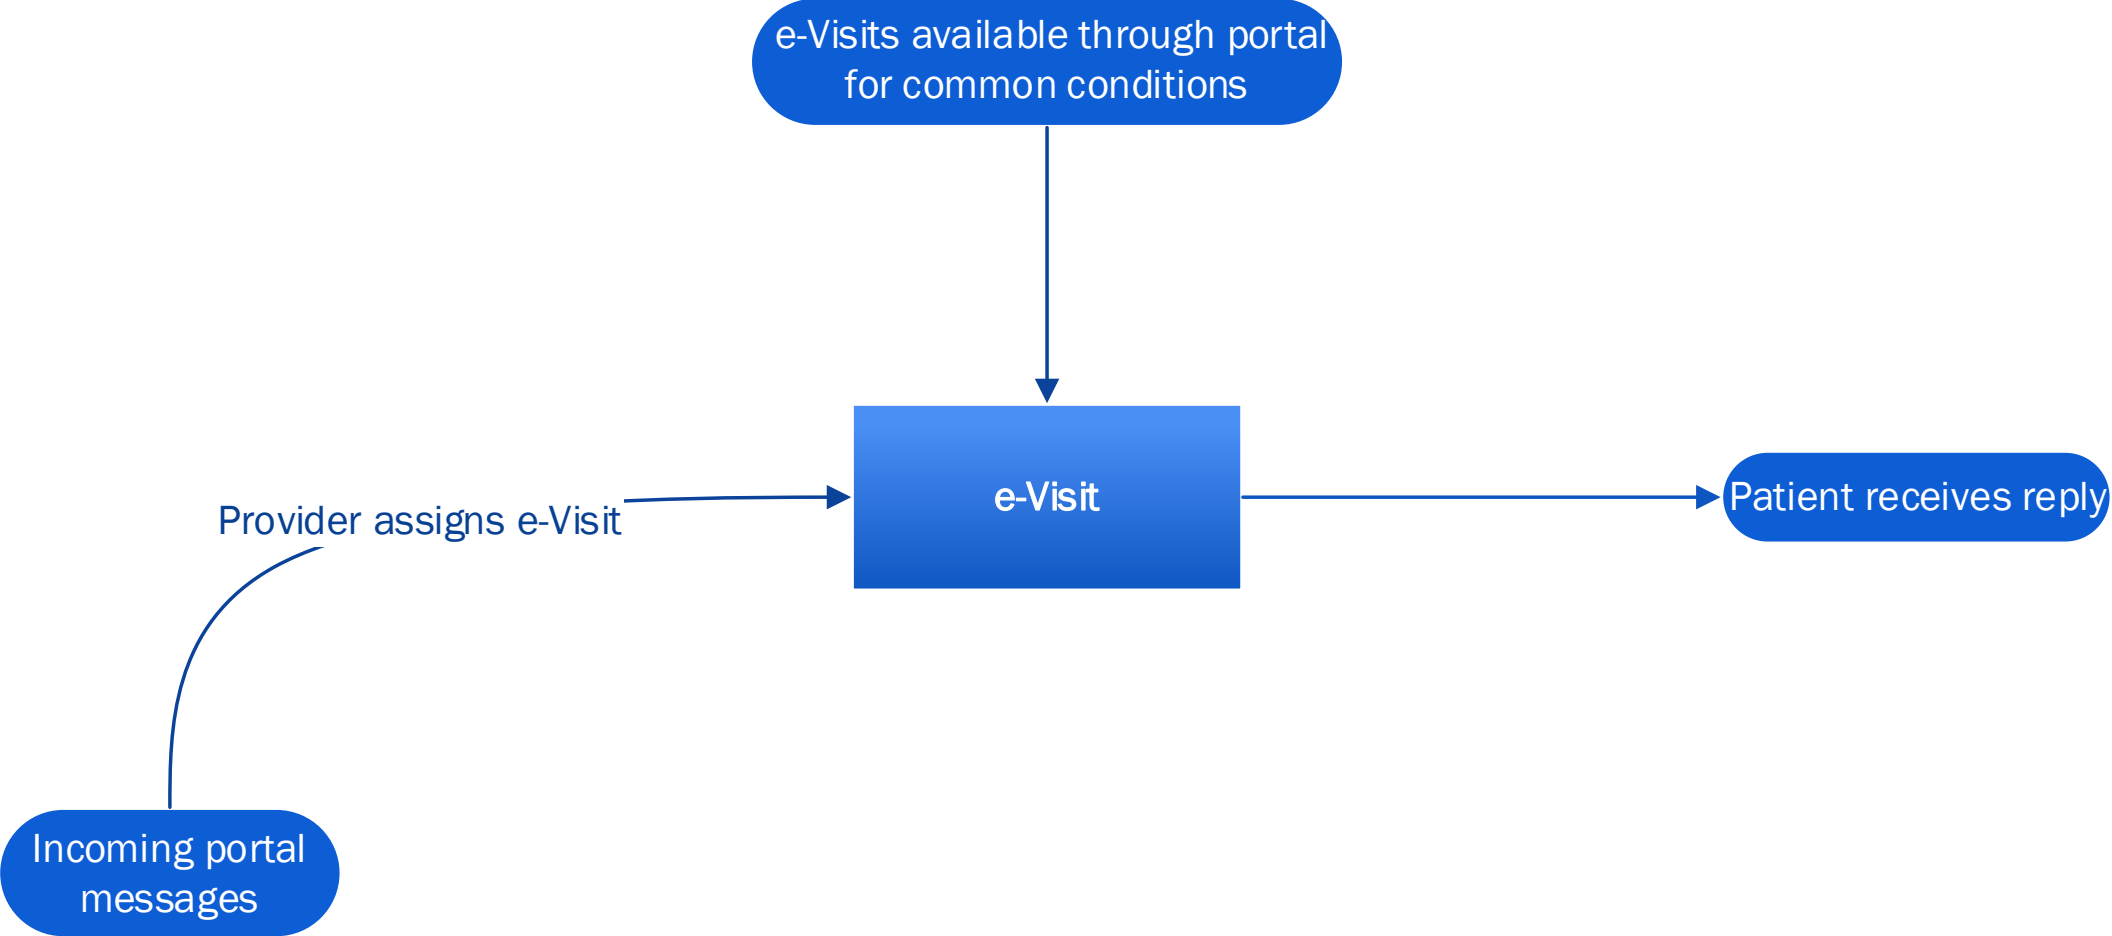 e-Visits available through portal
for common conditions
e-Visit
Patient receives reply
Provider assigns e-Visit
Incoming portal
messages